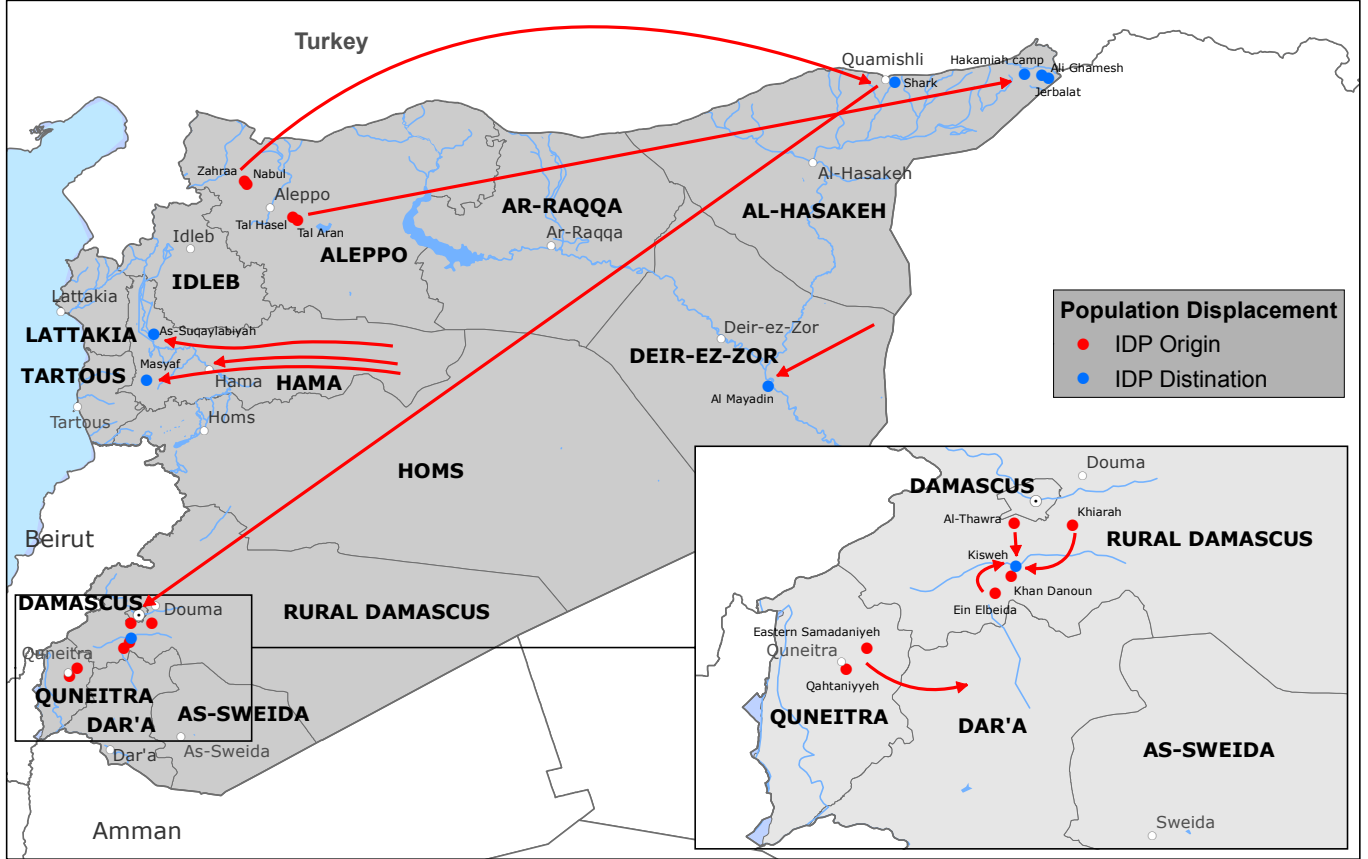 Turkey
Quamishli
Hakamiah camp
Ali Ghamesh
Shark
Jerbalat
Zahraa
Nabul
Al-Hasakeh
Aleppo
AR-RAQQA
AL-HASAKEH
Tal Hasel
Tal Aran
Idleb
Ar-Raqqa
ALEPPO
IDLEB
Lattakia
Population Displacement
IDP Origin
IDP Distination
LATTAKIA
As-Suqaylabiyah
Deir-ez-Zor
DEIR-EZ-ZOR
Masyaf
TARTOUS
Hama
HAMA
Al Mayadin
Tartous
Homs
HOMS
Beirut
DAMASCUS
Douma
RURAL DAMASCUS
Quneitra
QUNEITRA
DAR'A
AS-SWEIDA
Dar'a
As-Sweida
Amman
Douma
DAMASCUS
Al-Thawra
Khiarah
RURAL DAMASCUS
Kisweh
Khan Danoun
Ein Elbeida
Eastern Samadaniyeh
Quneitra
Qahtaniyyeh
QUNEITRA
DAR'A
AS-SWEIDA
Sweida